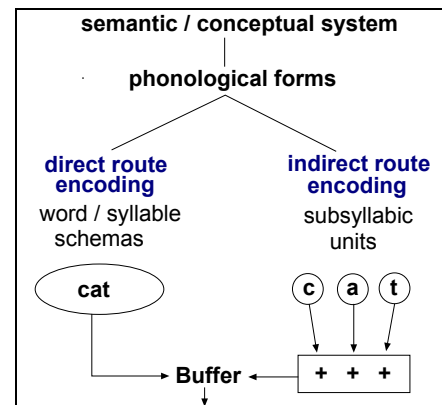 semantic / conceptual system
phonological forms
direct route
encoding
word / syllable
schemas
cat
indirect route
encoding
subsyllabic
units
c a t
+ + +
Buffer